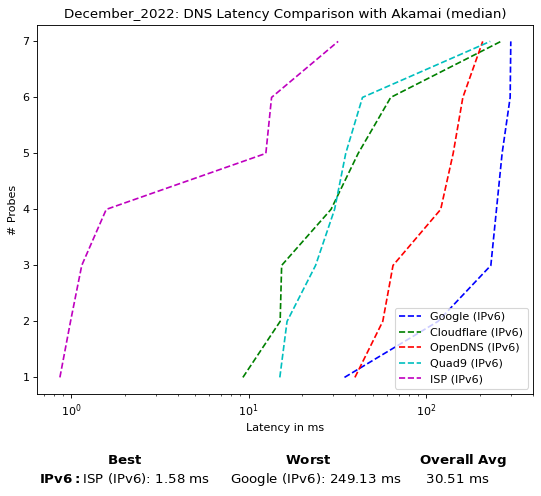 December_2022: DNS Latency Comparison with Akamai (median)
7
6
5
4
3
2
1
# Probes
Google (IPv6)
Cloudflare (IPv6)
OpenDNS (IPv6)
Quad9 (IPv6)
ISP (IPv6)
10⁰ 10¹ 10²
Latency in ms
Best Worst Overall Avg
IPv6: ISP (IPv6): 1.58 ms Google (IPv6): 249.13 ms 30.51 ms